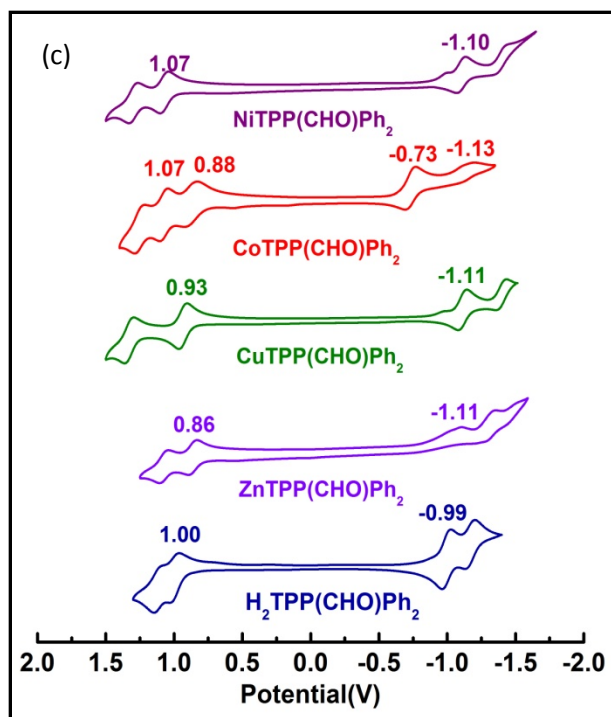 (c)
1.07 -1.10
NiTPP(CHO)Ph₂
1.07 0.88 -0.73 -1.13
CoTPP(CHO)Ph₂
0.93 -1.11
CuTPP(CHO)Ph₂
0.86 -1.11
ZnTPP(CHO)Ph₂
1.00 -0.99
H₂TPP(CHO)Ph₂
2.0 1.5 1.0 0.5 0.0 -0.5 -1.0 -1.5 -2.0
Potential(V)